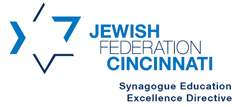 JEWISH
FEDERATION
CINCINNATI
Synagogue Education
Excellence Directive